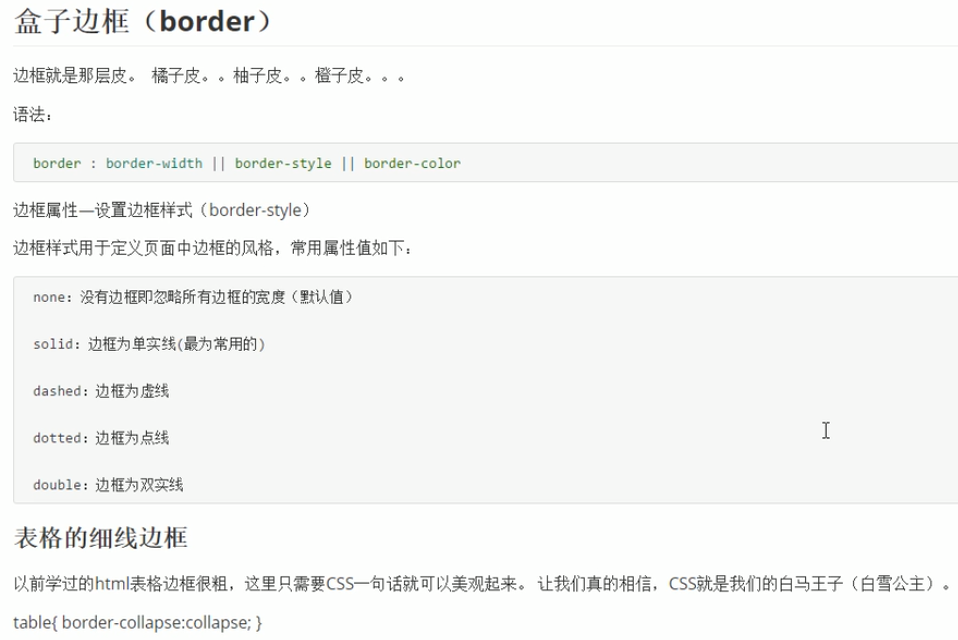 盒子边框（border）
边框就是那层皮。 橘子皮。。柚子皮。。橙子皮。。。
语法：
border : border-width || border-style || border-color
边框属性—设置边框样式（border-style）
边框样式用于定义页面中边框的风格，常用属性值如下：
none：没有边框即忽略所有边框的宽度（默认值）
solid：边框为单实线(最为常用的)
dashed：边框为虚线
dotted：边框为点线
double：边框为双实线
表格的细线边框
以前学过的html表格边框很粗，这里只需要CSS一句话就可以美观起来。 让我们真的相信，CSS就是我们的白马王子（白雪公主）。
table{ border-collapse:collapse; }